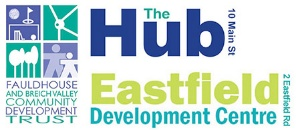 FAULDHOUSE
AND BREICH VALLEY
COMMUNITY
DEVELOPMENT
TRUST
The
Hub
10 Main St
Eastfield
Development Centre
2 Eastfield Rd